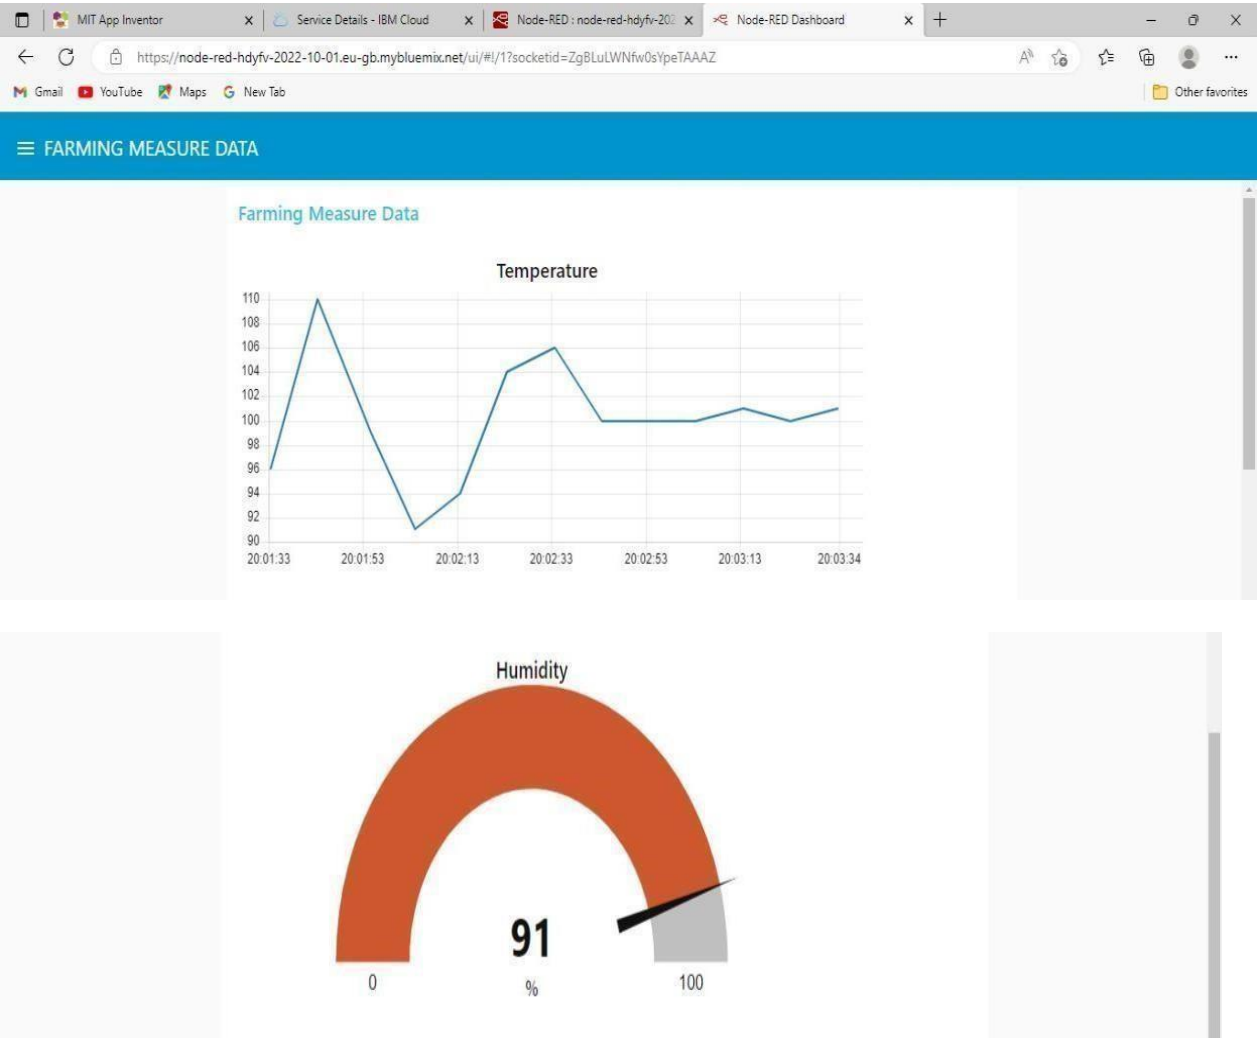 MIT App Inventor
Service Details - IBM Cloud
Node-RED : node-red-hdyfv-202
Node-RED Dashboard
https://node-red-hdyfv-2022-10-01.eu-gb.mybluemix.net/ui/#!/1?socketid=ZgBLuLWNfw0sYpeTAAAZ
Gmail YouTube Maps New Tab Other favorites
FARMING MEASURE DATA
Farming Measure Data
Temperature
110
108
106
104
102
100
98
96
94
92
90
20:01:33 20:01:53 20:02:13 20:02:33 20:02:53 20:03:13 20:03:34
Humidity
91
0 % 100